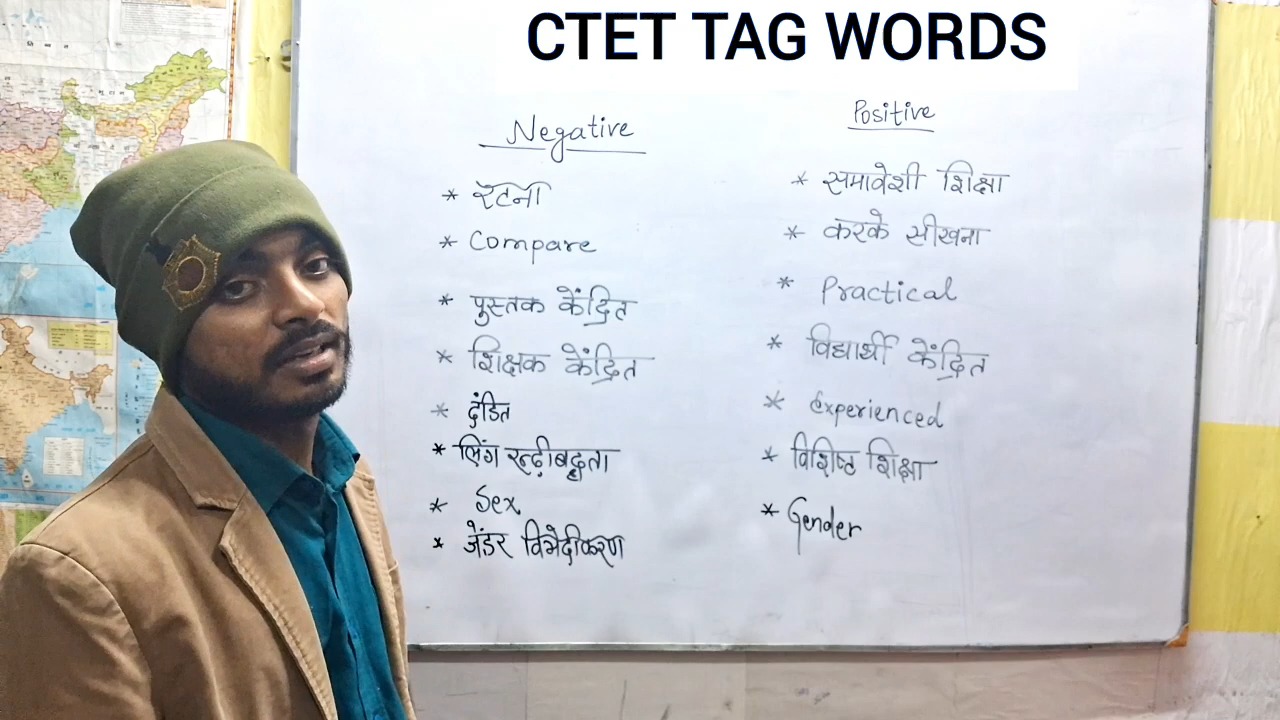 CTET TAG WORDS
Negative
* रटनी
* Compare
* पुस्तक केंद्रित
* शिक्षक केंद्रित
* दंडित
* लिंग रूढ़ीबद्धता
* Sex
* जेंडर विभेदीकरण
Positive
* समावेशी शिक्षा
* करके सीखना
* Practical
* विद्यार्थी केंद्रित
* Experienced
* विशिष्ट शिक्षा
* Gender